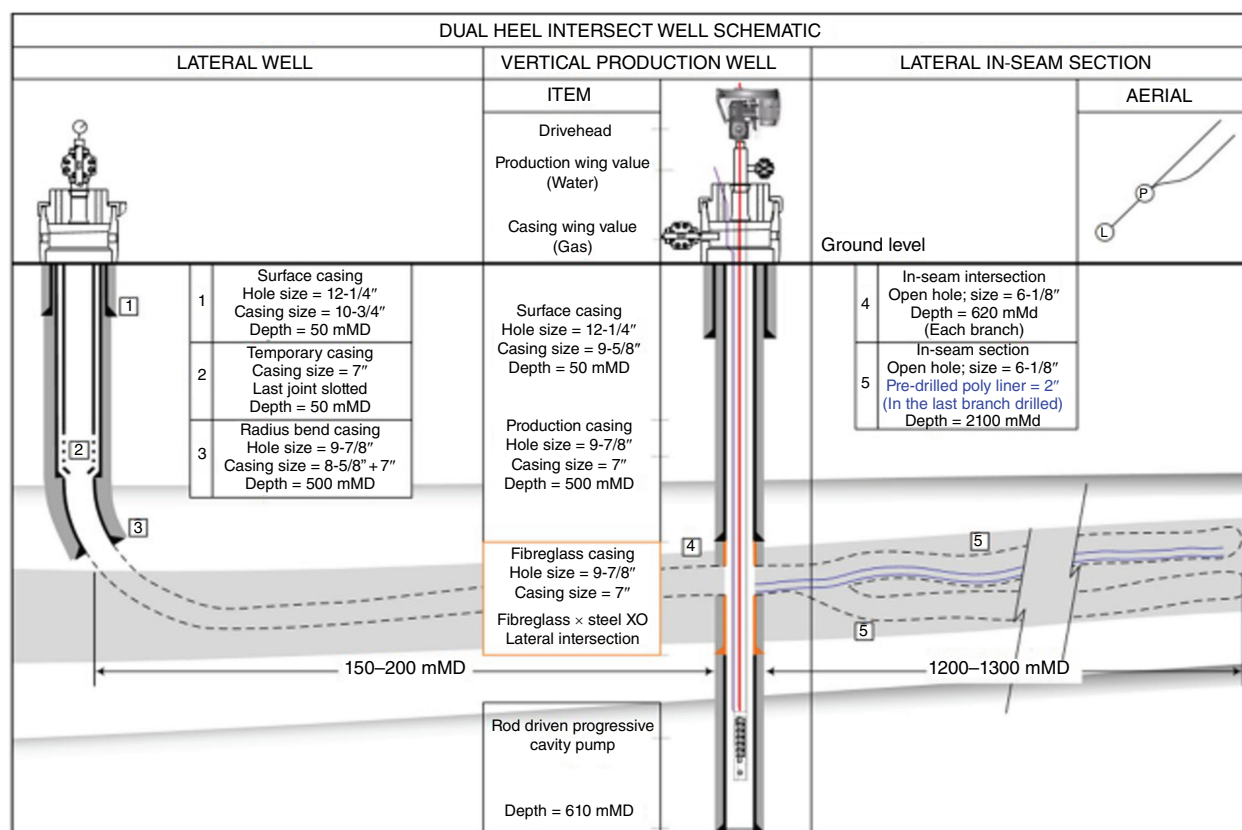 DUAL HEEL INTERSECT WELL SCHEMATIC
LATERAL WELL
VERTICAL PRODUCTION WELL
LATERAL IN-SEAM SECTION
ITEM
AERIAL
Drivehead
Production wing value
(Water)
Casing wing value
(Gas)
Ground level
P
L
1
Surface casing
Hole size = 12-1/4″
Casing size = 10-3/4″
Depth = 50 mMD
2
Temporary casing
Casing size = 7″
Last joint slotted
Depth = 50 mMD
3
Radius bend casing
Hole size = 9-7/8″
Casing size = 8-5/8” + 7″
Depth = 500 mMD
1
2
3
Surface casing
Hole size = 12-1/4″
Casing size = 9-5/8″
Depth = 50 mMD
Production casing
Hole size = 9-7/8″
Casing size = 7″
Depth = 500 mMD
Fibreglass casing
Hole size = 9-7/8″
Casing size = 7″
Fibreglass × steel XO
Lateral intersection
4
In-seam intersection
Open hole; size = 6-1/8″
Depth = 620 mMd
(Each branch)
5
In-seam section
Open hole; size = 6-1/8″
Pre-drilled poly liner = 2″
(In the last branch drilled)
Depth = 2100 mMd
4
5
5
150–200 mMD
1200–1300 mMD
Rod driven progressive
cavity pump
Depth = 610 mMD